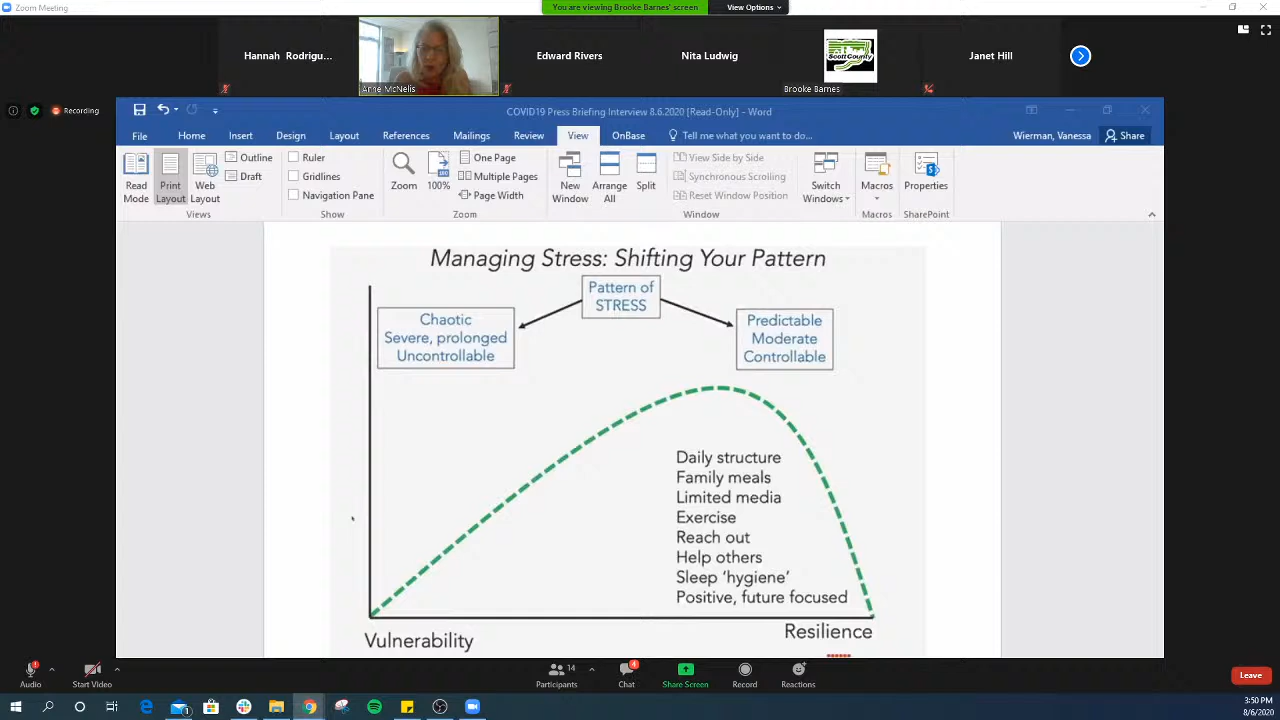 Zoom Meeting
You are viewing Brooke Barnes' screen
View Options
Hannah Rodrigu...
Anne McNelis
Edward Rivers
Nita Ludwig
Scott County
Brooke Barnes
Janet Hill
Recording
COVID19 Press Briefing Interview 8.6.2020 [Read-Only] - Word
File Home Insert Design Layout References Mailings Review View OnBase Tell me what you want to do...
Wierman, Vanessa
Share
Read Mode
Print Layout
Web Layout
Outline
Draft
Views
Ruler
Gridlines
Navigation Pane
Show
Zoom
100%
One Page
Multiple Pages
Page Width
Zoom
New Window
Arrange All
Split
View Side by Side
Synchronous Scrolling
Reset Window Position
Window
Switch Windows
Macros
Macros
Properties
SharePoint
Managing Stress: Shifting Your Pattern
Pattern of
STRESS
Chaotic
Severe, prolonged
Uncontrollable
Predictable
Moderate
Controllable
Daily structure
Family meals
Limited media
Exercise
Reach out
Help others
Sleep ‘hygiene’
Positive, future focused
Vulnerability
Resilience
Audio
Start Video
Participants
14
Chat
4
Share Screen
Record
Reactions
Leave
3:50 PM
8/6/2020